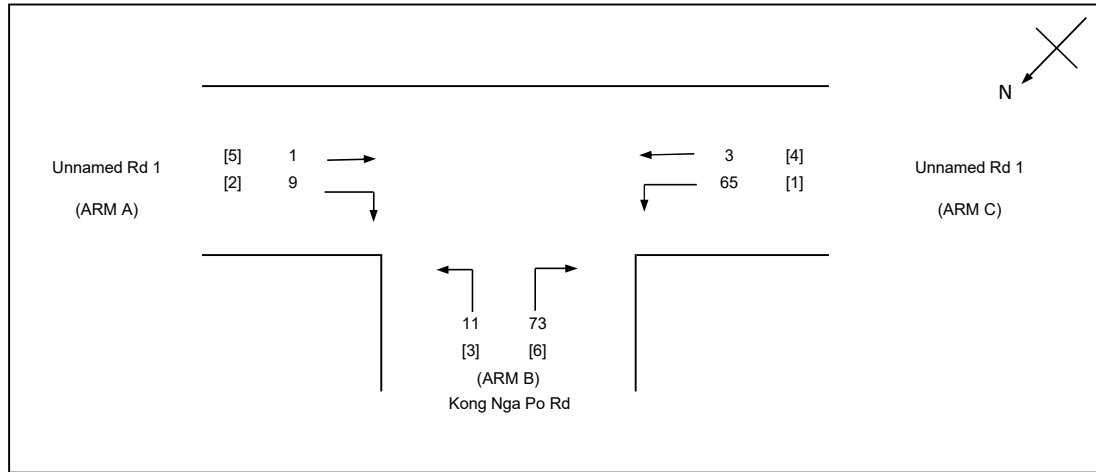 N
Unnamed Rd 1
(ARM A)
[5] 1
[2] 9
3 [4]
65 [1]
Unnamed Rd 1
(ARM C)
11 73
[3] [6]
(ARM B)
Kong Nga Po Rd